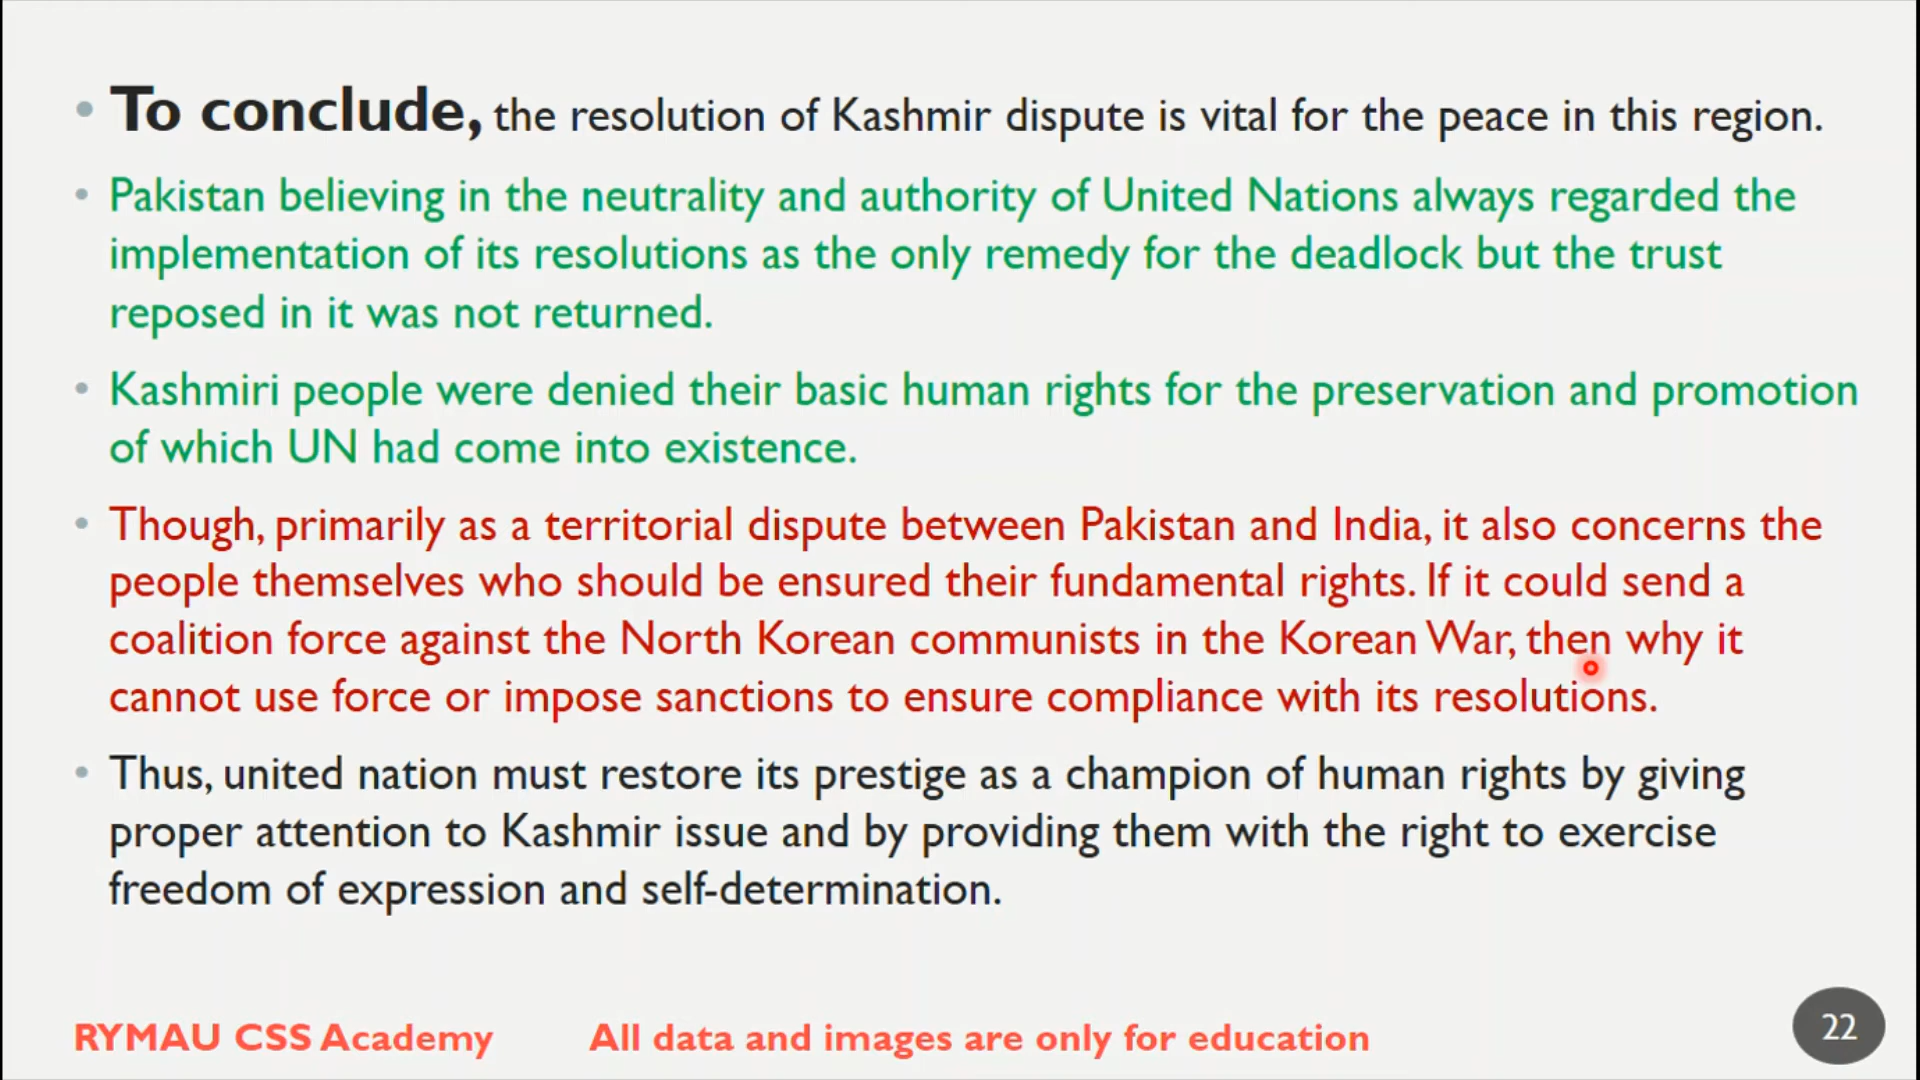 • To conclude, the resolution of Kashmir dispute is vital for the peace in this region.
• Pakistan believing in the neutrality and authority of United Nations always regarded the
implementation of its resolutions as the only remedy for the deadlock but the trust
reposed in it was not returned.
• Kashmiri people were denied their basic human rights for the preservation and promotion
of which UN had come into existence.
• Though, primarily as a territorial dispute between Pakistan and India, it also concerns the
people themselves who should be ensured their fundamental rights. If it could send a
coalition force against the North Korean communists in the Korean War, then why it
cannot use force or impose sanctions to ensure compliance with its resolutions.
• Thus, united nation must restore its prestige as a champion of human rights by giving
proper attention to Kashmir issue and by providing them with the right to exercise
freedom of expression and self-determination.
RYMAU CSS Academy All data and images are only for education
22